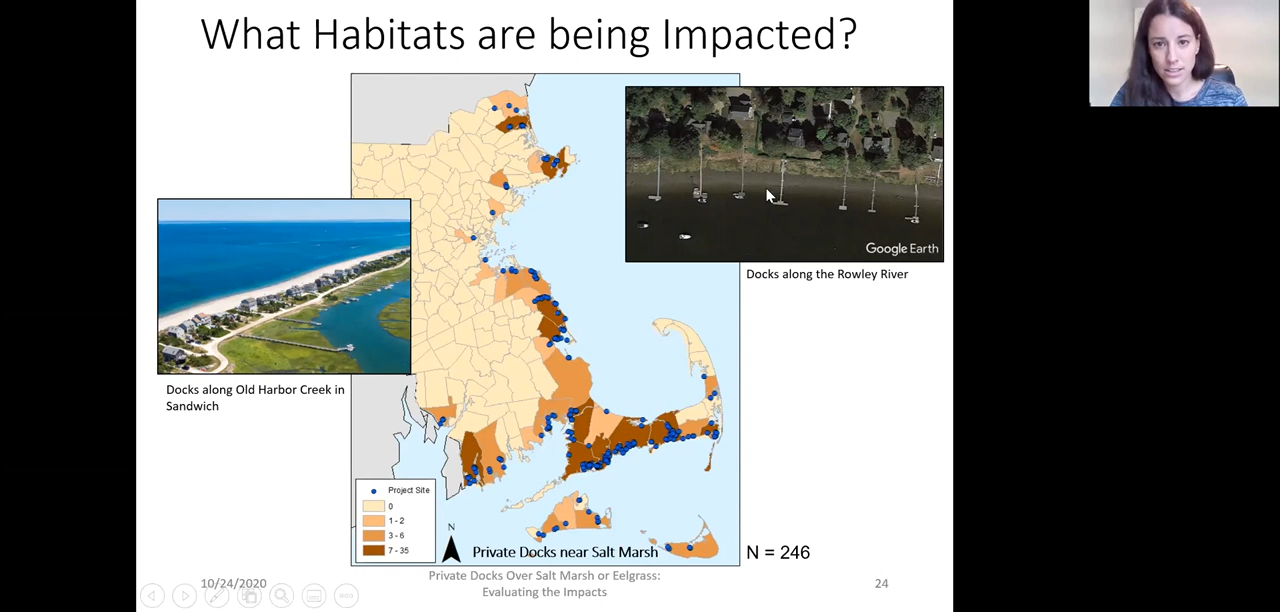 What Habitats are being Impacted?
Google Earth
Docks along the Rowley River
Docks along Old Harbor Creek in
Sandwich
Project Site
0
1 - 2
3 - 6
7 - 35
N
Private Docks near Salt Marsh
N = 246
10/24/2020
Private Docks Over Salt Marsh or Eelgrass:
Evaluating the Impacts
24